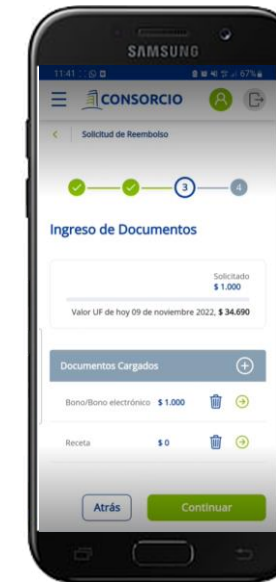 SAMSUNG
11:41
67%
CONSORCIO
Solicitud de Reembolso
3
4
Ingreso de Documentos
Solicitado
$ 1.000
Valor UF de hoy 09 de noviembre 2022, $ 34.690
Documentos Cargados
Bono/Bono electrónico $ 1.000
Receta $ 0
Atrás Continuar